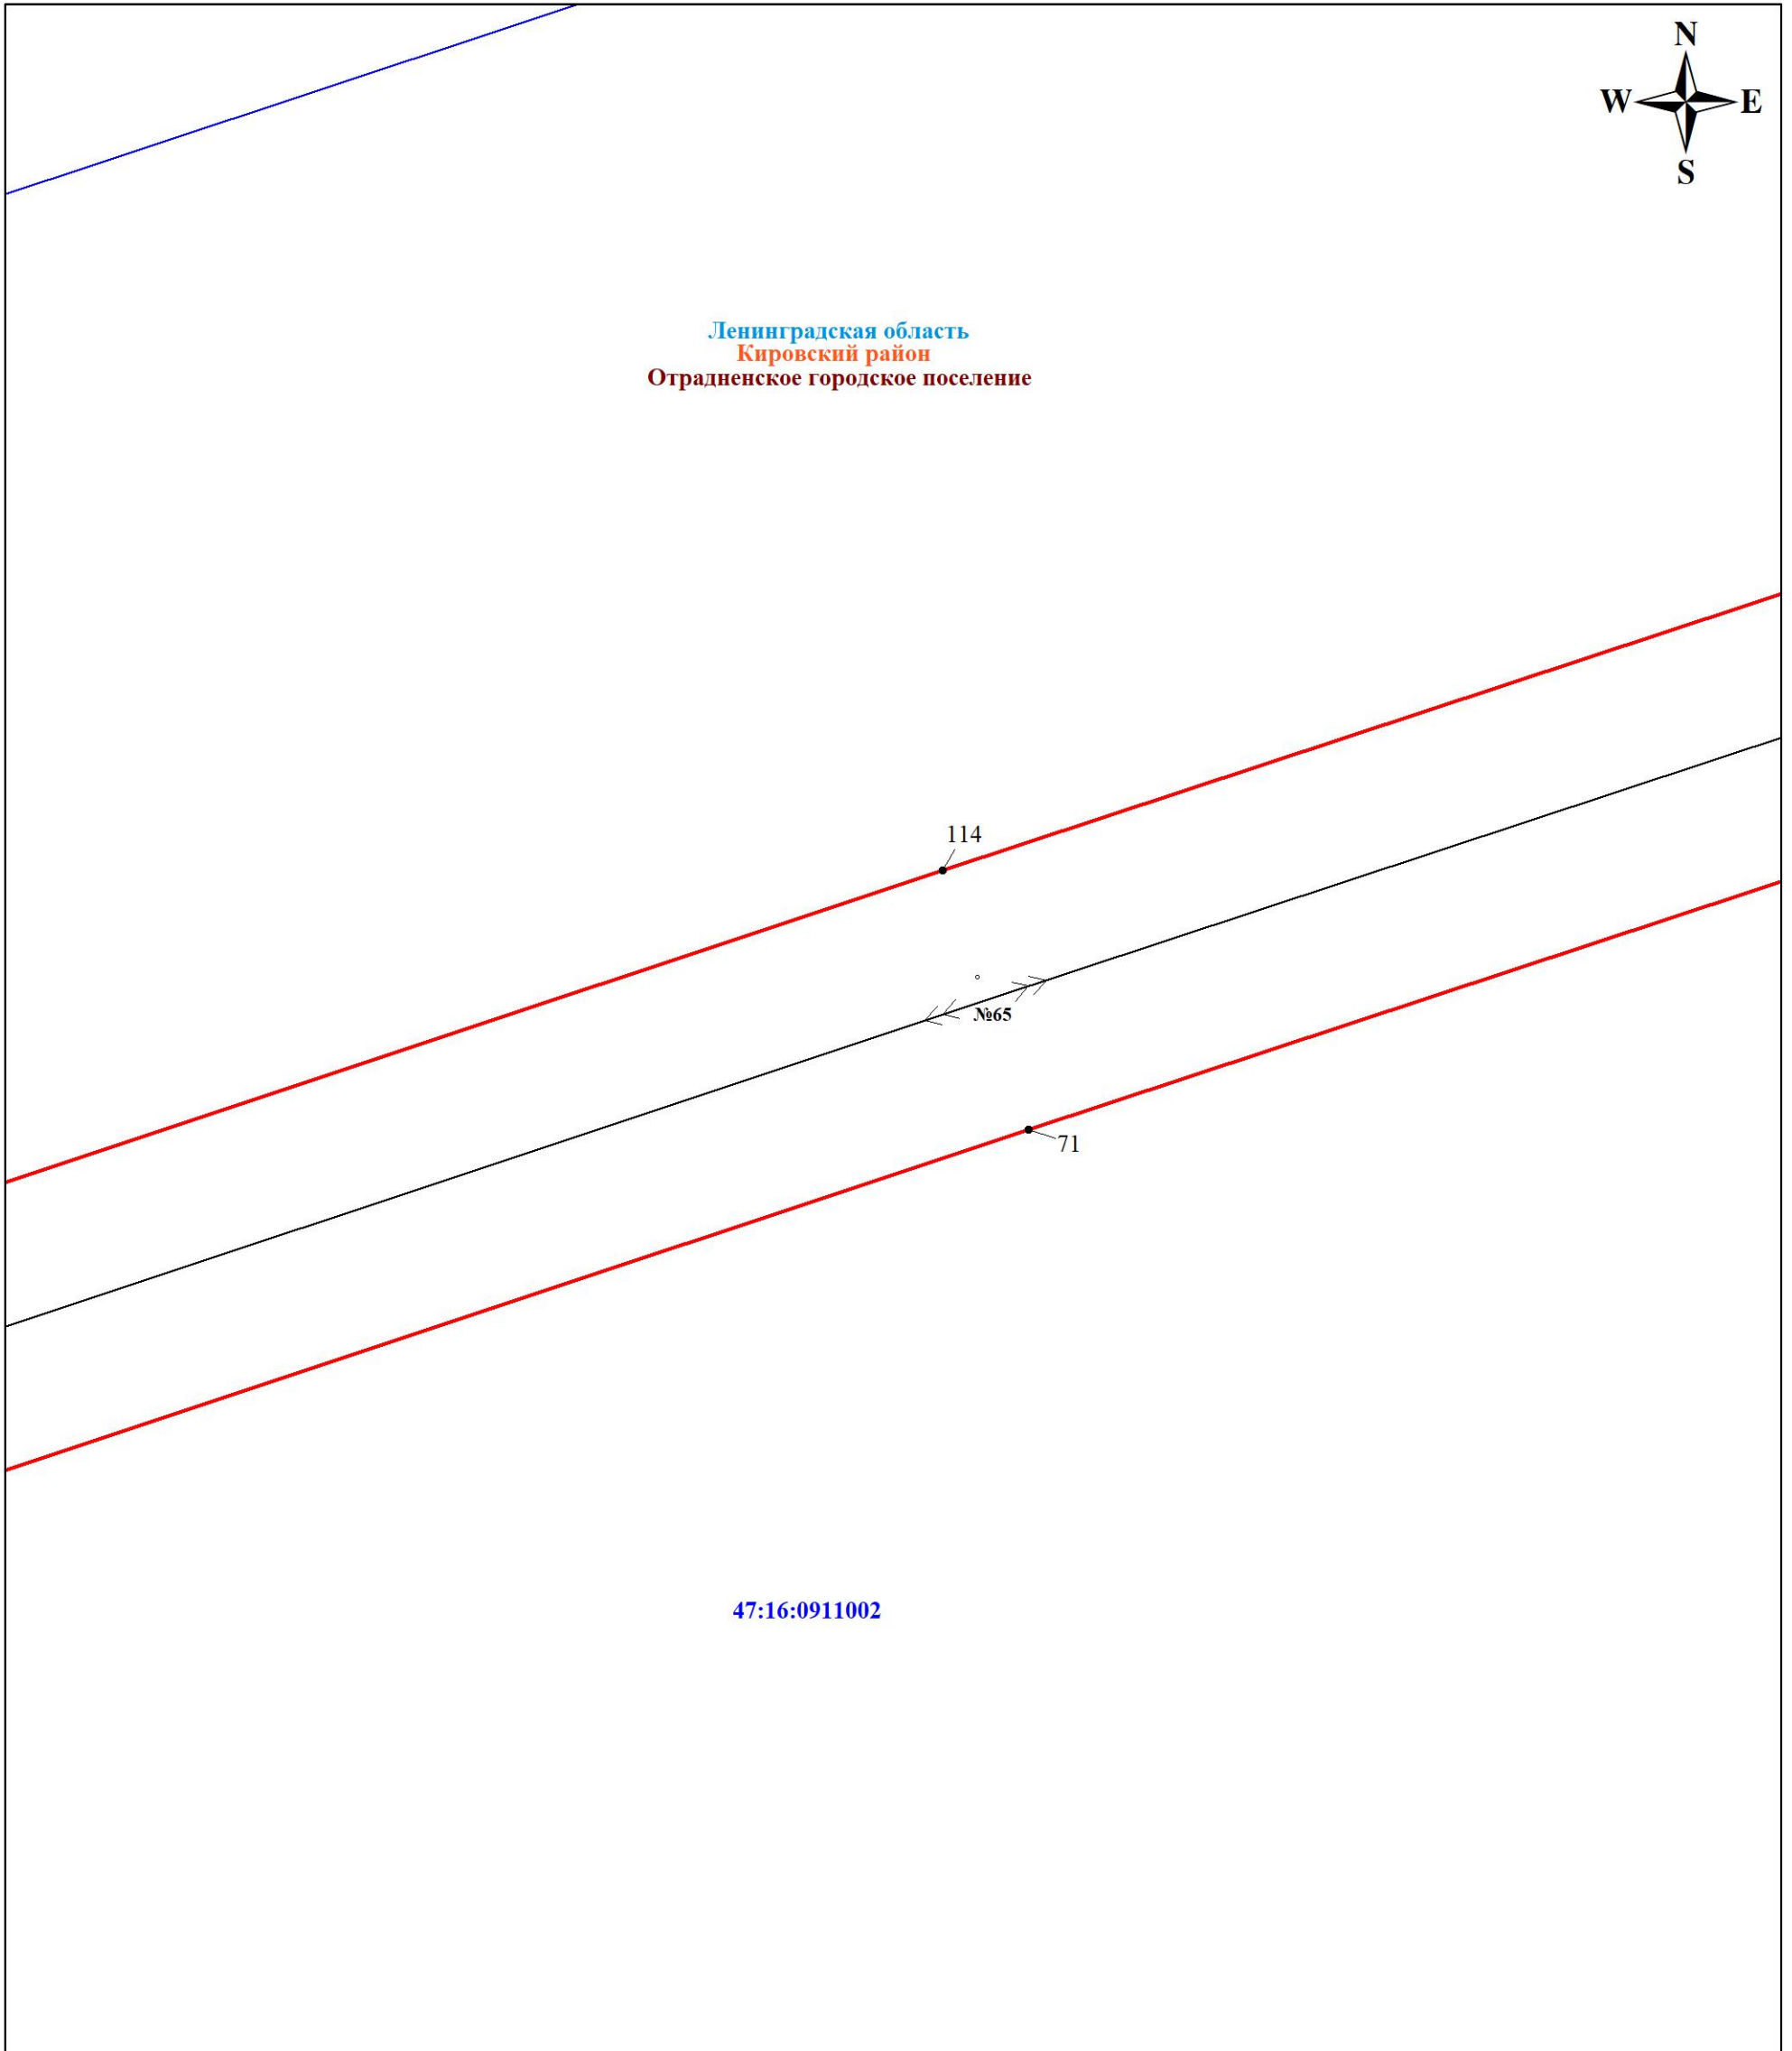 N
W E
S
Ленинградская область
Кировский район
Отрадненское городское поселение
114
№65
71
47:16:0911002